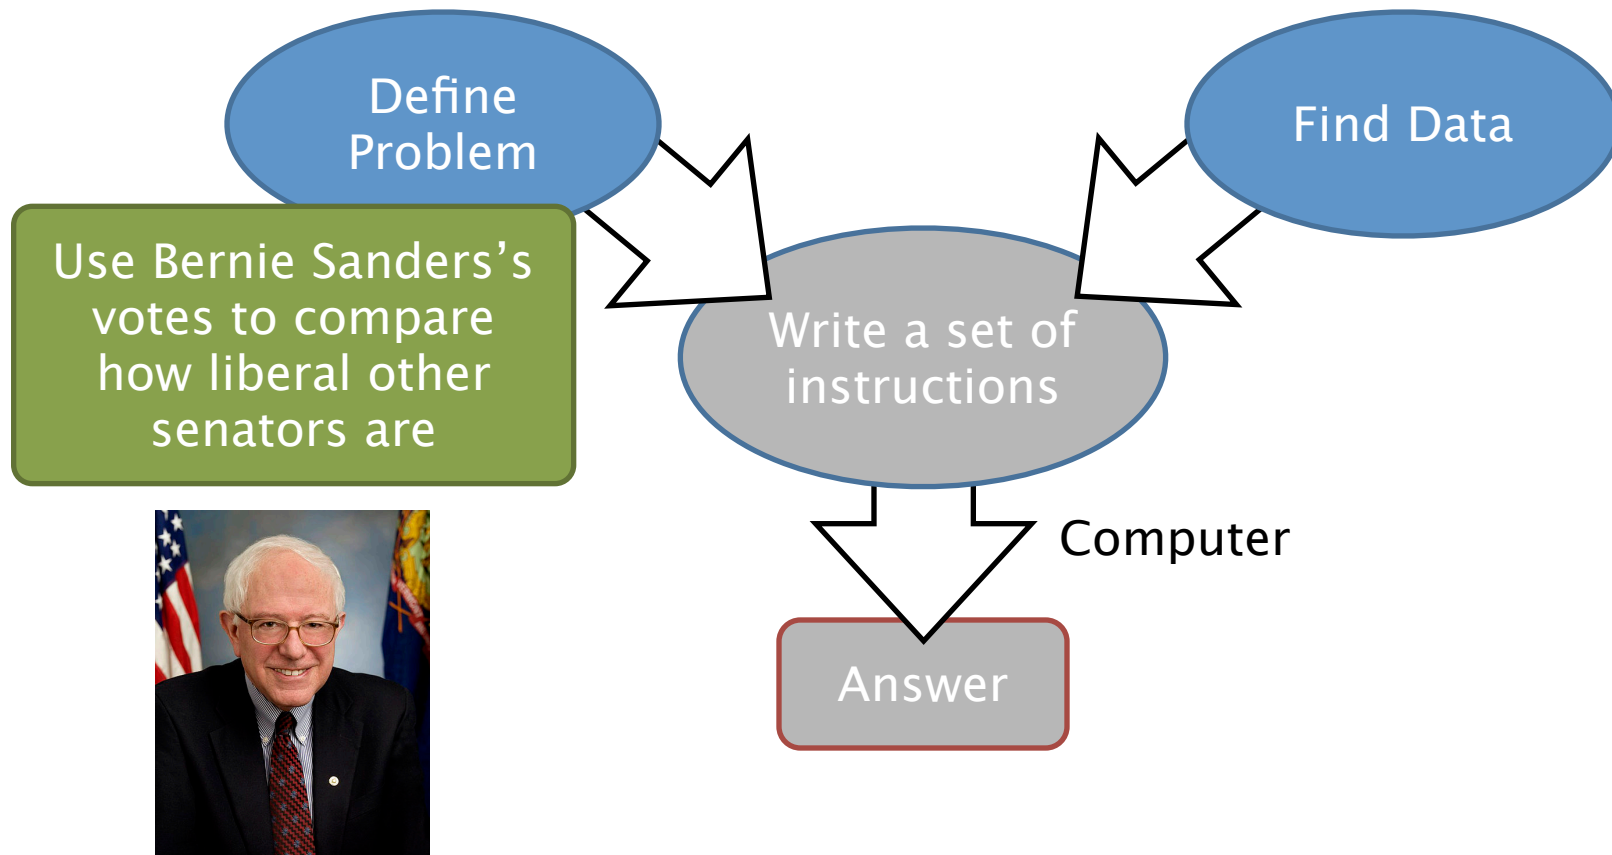 Define
Problem
Find Data
Use Bernie Sanders’s
votes to compare
how liberal other
senators are
Write a set of
instructions
Computer
Answer